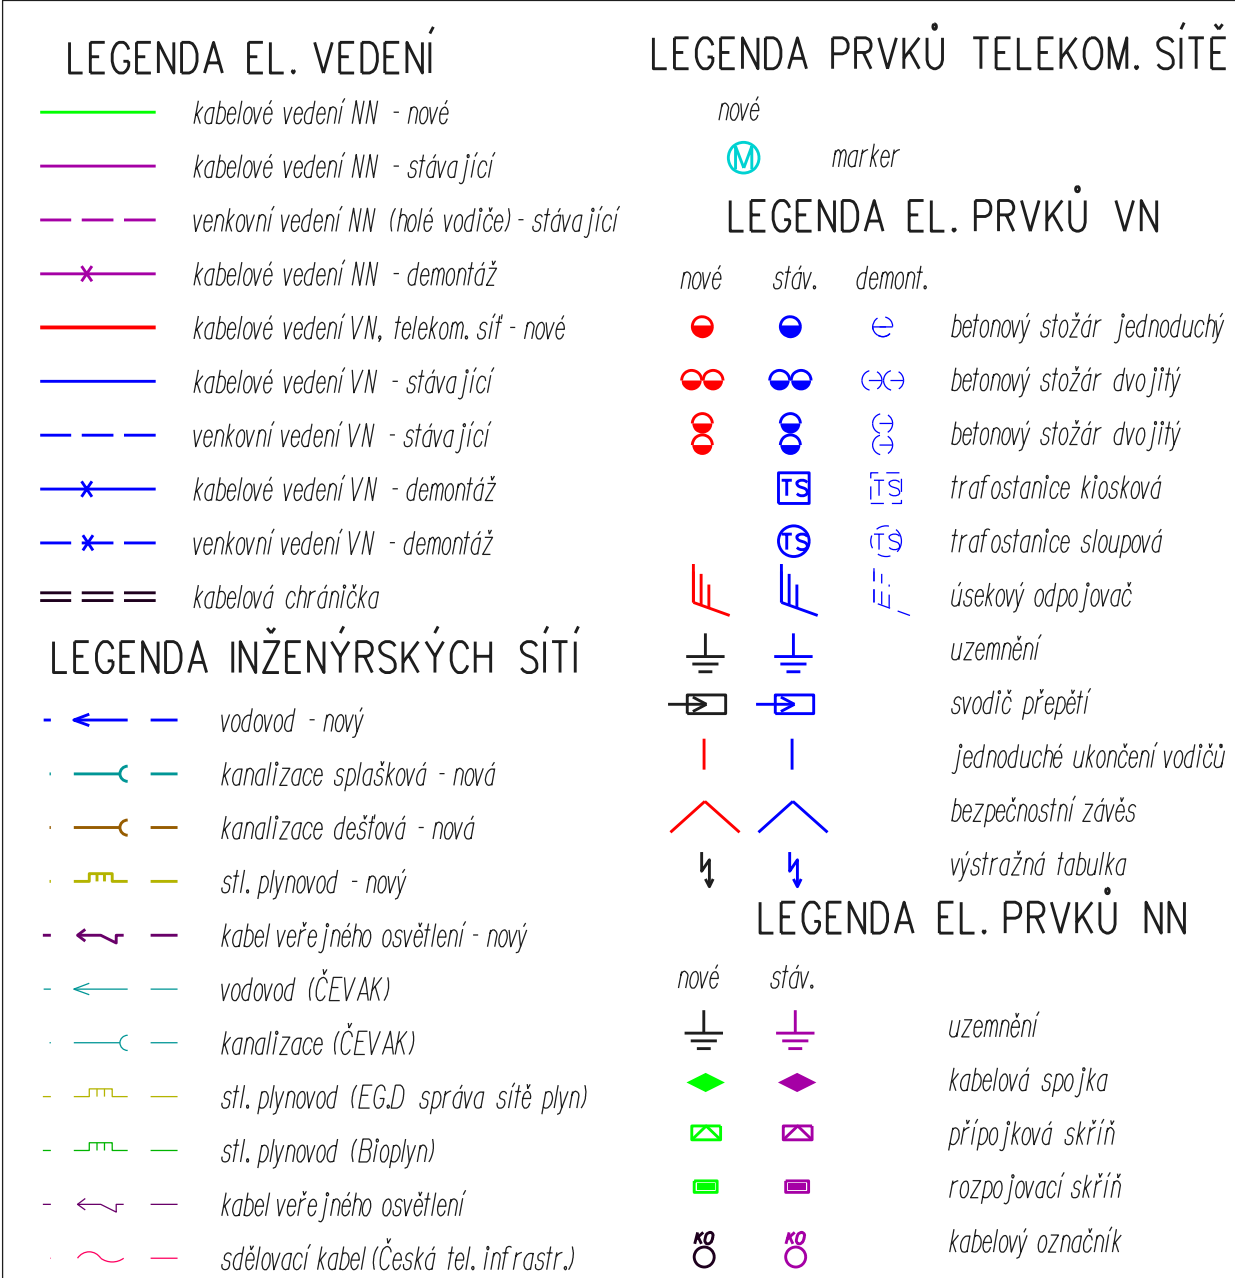 LEGENDA EL. VEDENÍ
kabelové vedení NN - nové
kabelové vedení NN - stávající
venkovní vedení NN (holé vodiče) - stávající
kabelové vedení NN - demontáž
kabelové vedení VN, telekom. síť - nové
kabelové vedení VN - stávající
venkovní vedení VN - stávající
kabelové vedení VN - demontáž
venkovní vedení VN - demontáž
kabelová chránička
LEGENDA INŽENÝRSKÝCH SÍTÍ
vodovod - nový
kanalizace splašková - nová
kanalizace dešťová - nová
stl. plynovod - nový
kabel veřejného osvětlení - nový
vodovod (ČEVAK)
kanalizace (ČEVAK)
stl. plynovod (EG.D správa sítě plyn)
stl. plynovod (Bioplyn)
kabel veřejného osvětlení
sdělovací kabel (Česká tel. infrastr.)
LEGENDA PRVKŮ TELEKOM. SÍTĚ
nové
M marker
LEGENDA EL. PRVKŮ VN
nové stáv. demont.
betonový stožár jednoduchý
betonový stožár dvojitý
betonový stožár dvojitý
TS TS trafostanice kiosková
TS TS trafostanice sloupová
úsekový odpojovač
uzemnění
svodič přepětí
jednoduché ukončení vodičů
bezpečnostní závěs
výstražná tabulka
LEGENDA EL. PRVKŮ NN
nové stáv.
uzemnění
kabelová spojka
přípojková skříň
rozpojovací skříň
KO KO kabelový označník